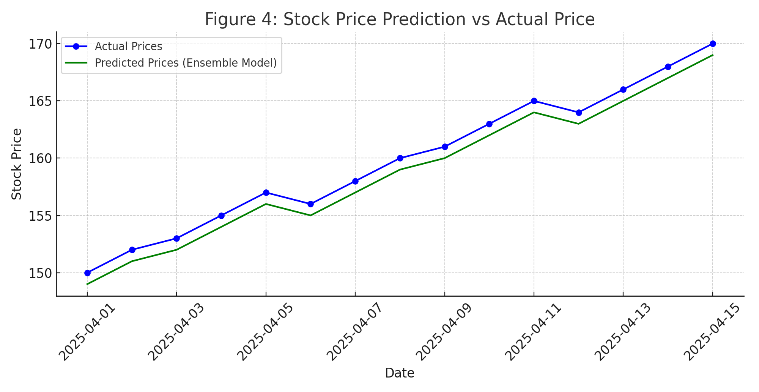 Figure 4: Stock Price Prediction vs Actual Price
Actual Prices
Predicted Prices (Ensemble Model)
Stock Price
170
165
160
155
150
2025-04-01
2025-04-03
2025-04-05
2025-04-07
2025-04-09
2025-04-11
2025-04-13
2025-04-15
Date